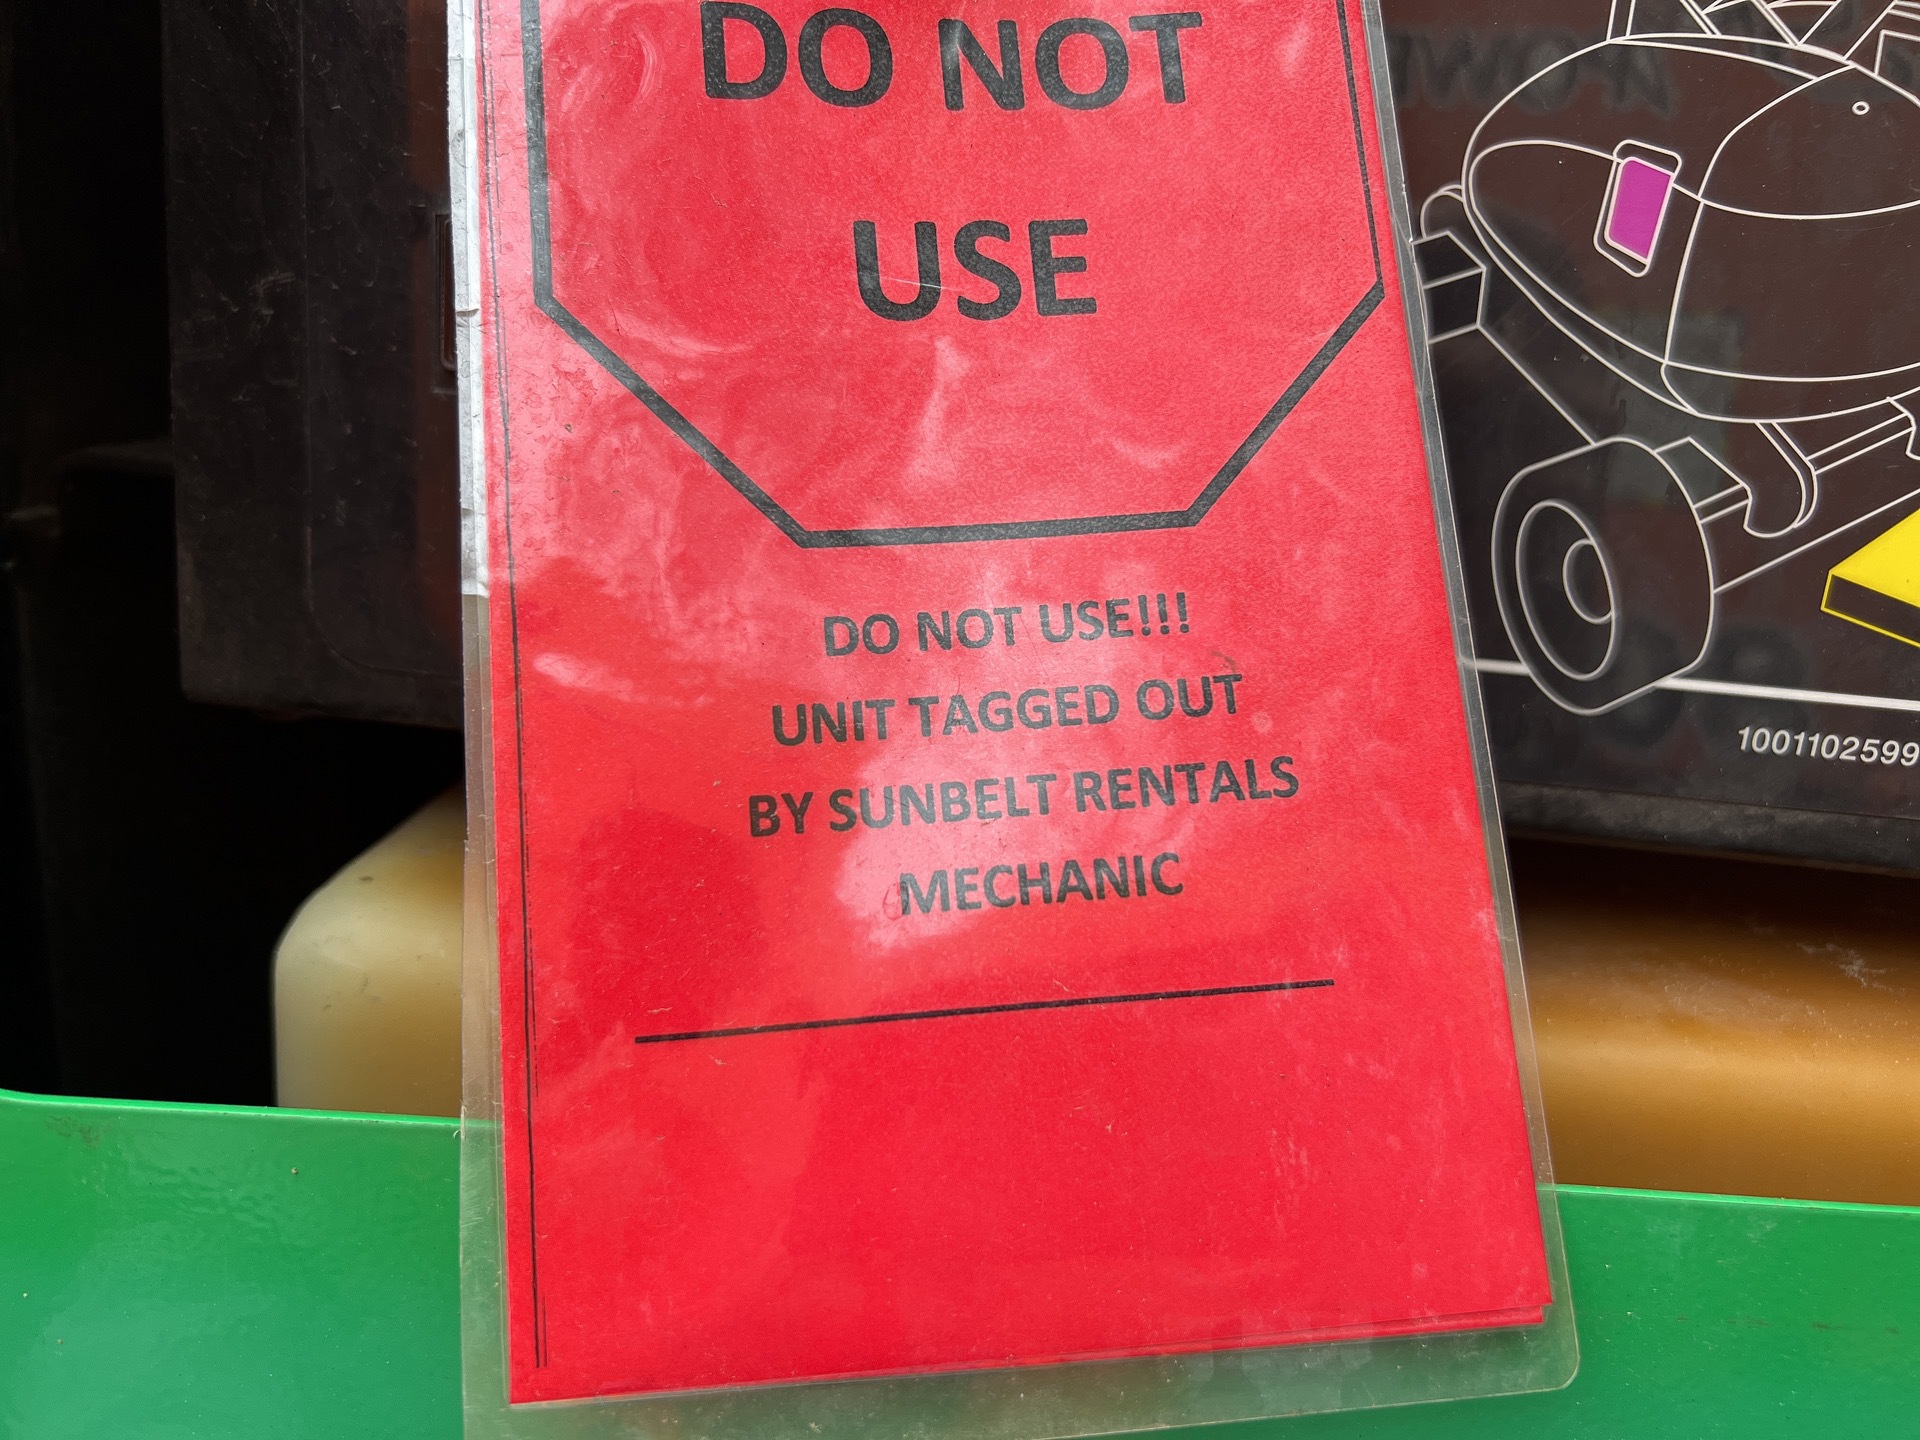 DO NOT
USE
DO NOT USE!!!
UNIT TAGGED OUT
BY SUNBELT RENTALS
MECHANIC
1001102599